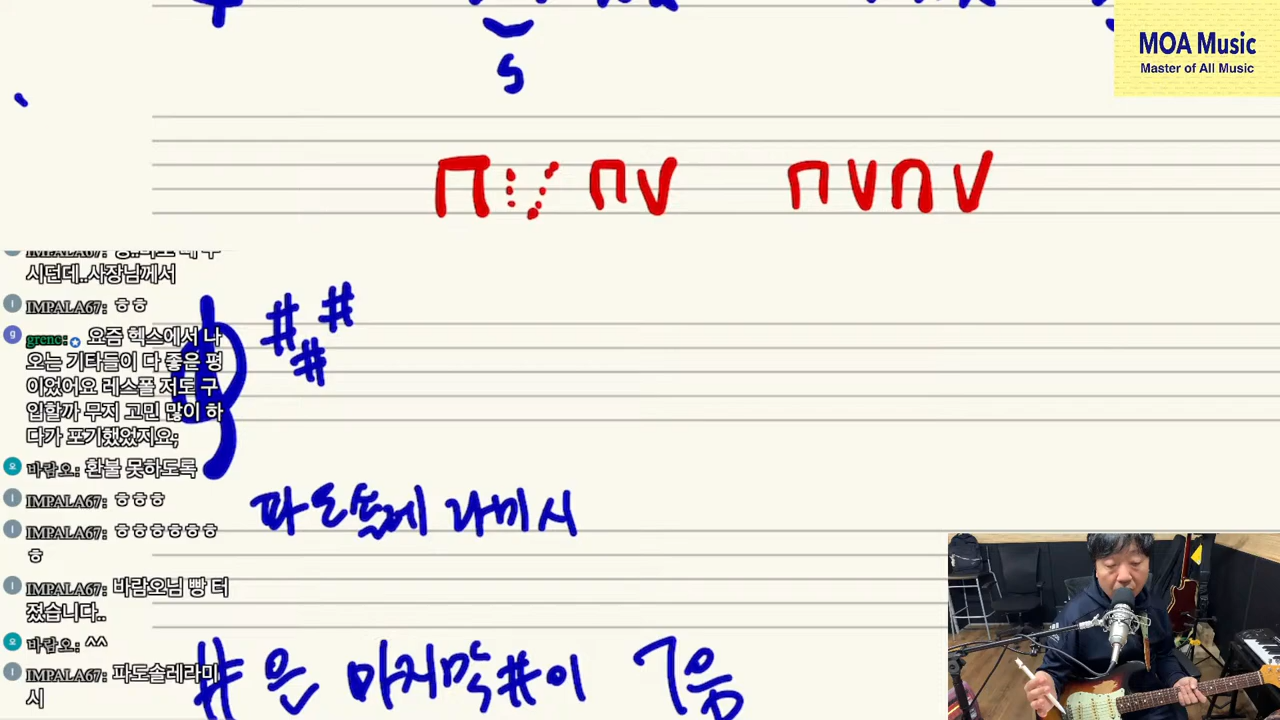 MOA Music
Master of All Music
S
시던데..사장님께서
IMPALA67: ㅎㅎ
greno: 요즘 헥스에서 나
오는 기타들이 다 좋은 평
이었어요 레스폴 저도 구
입할까 무지 고민 많이 하
다가 포기했었지요;
바람오: 환불 못하도록
IMPALA67: ㅎㅎㅎ
IMPALA67: ㅎㅎㅎㅎㅎㅎ
ㅎ
IMPALA67: 바람오님 빵 터
졌습니다..
바람오: ^^
IMPALA67: 파도솔레라미
시
# # #
파도솔레 라미시
#은 마지막 #이 7음